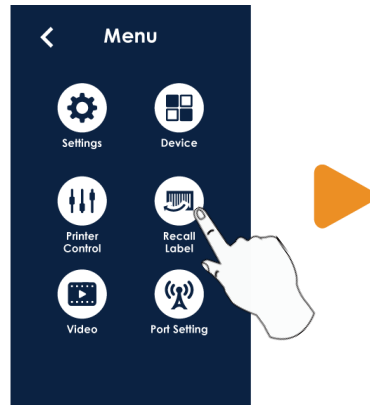 Menu
Settings
Device
Printer
Control
Recall
Label
Video
Port Setting